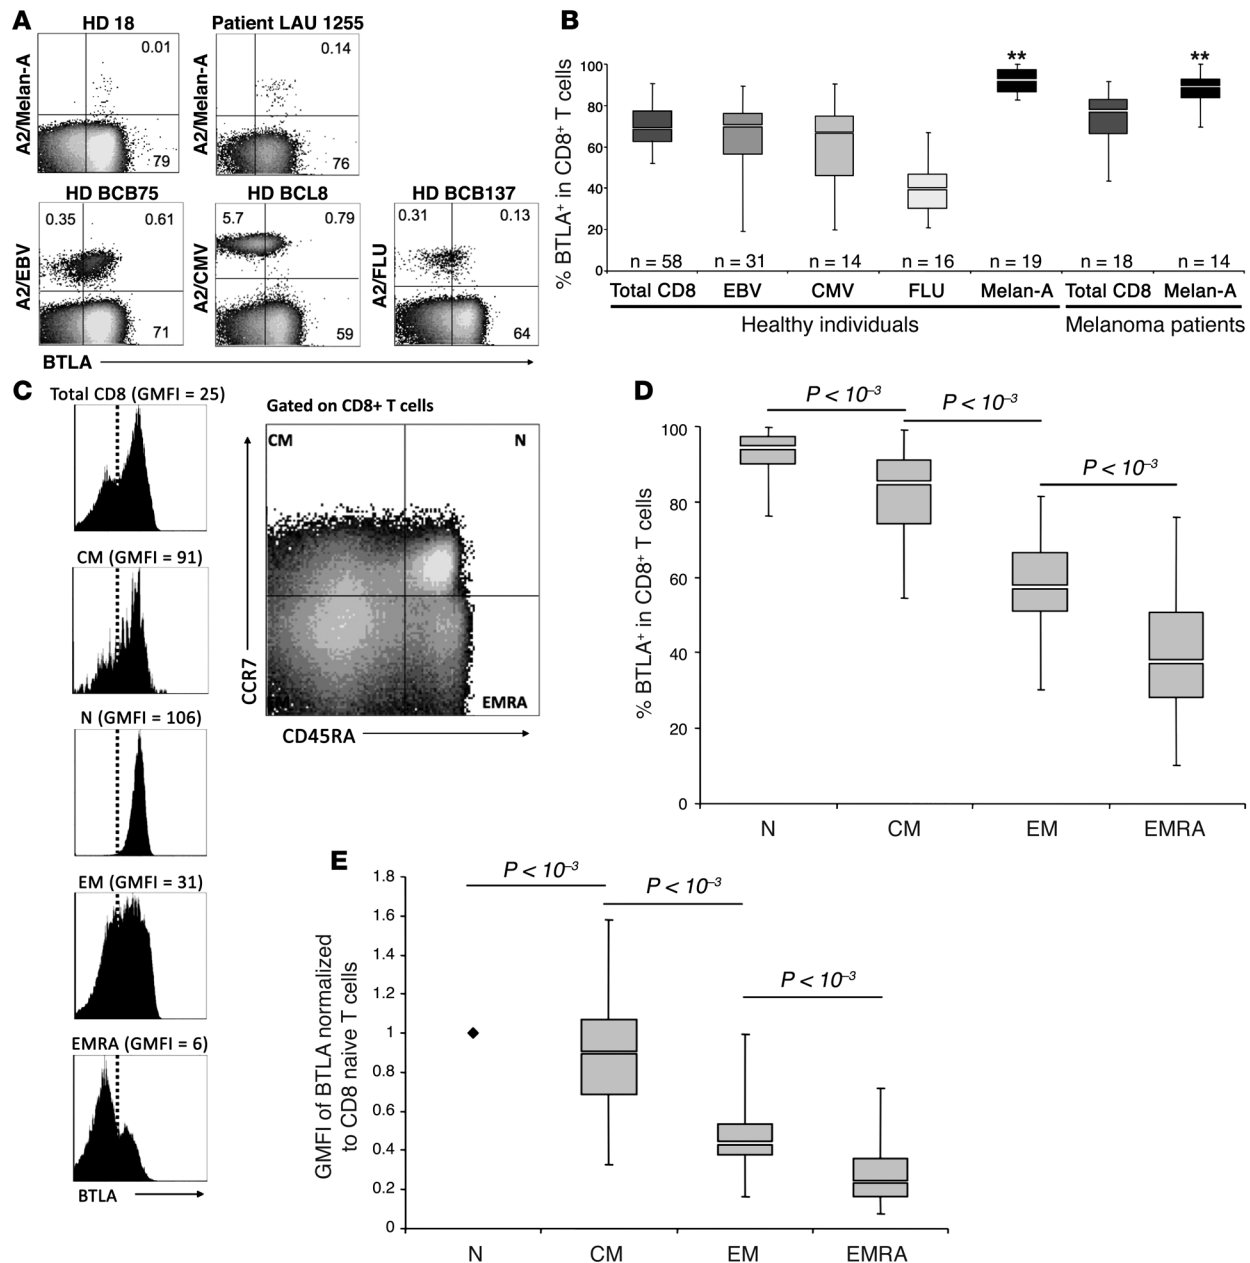 A
HD 18
Patient LAU 1255
A2/Melan-A
0.01
79
A2/Melan-A
0.14
76
HD BCB75
HD BCL8
HD BCB137
A2/EBV
0.35
0.61
71
A2/CMV
5.7
0.79
59
A2/FLU
0.31
0.13
64
BTLA
B
% BTLA⁺ in CD8⁺ T cells
100
80
60
40
20
0
**
**
n = 58
n = 31
n = 14
n = 16
n = 19
n = 18
n = 14
Total CD8
EBV
CMV
FLU
Melan-A
Total CD8
Melan-A
Healthy individuals
Melanoma patients
C
Total CD8 (GMFI = 25)
CM (GMFI = 91)
N (GMFI = 106)
EM (GMFI = 31)
EMRA (GMFI = 6)
BTLA
Gated on CD8+ T cells
CM
N
EMRA
CCR7
CD45RA
D
P < 10⁻³
P < 10⁻³
P < 10⁻³
% BTLA⁺ in CD8⁺ T cells
100
80
60
40
20
0
N
CM
EM
EMRA
E
P < 10⁻³
P < 10⁻³
P < 10⁻³
GMFI of BTLA normalized
to CD8 naive T cells
1.8
1.6
1.4
1.2
1
0.8
0.6
0.4
0.2
0
N
CM
EM
EMRA